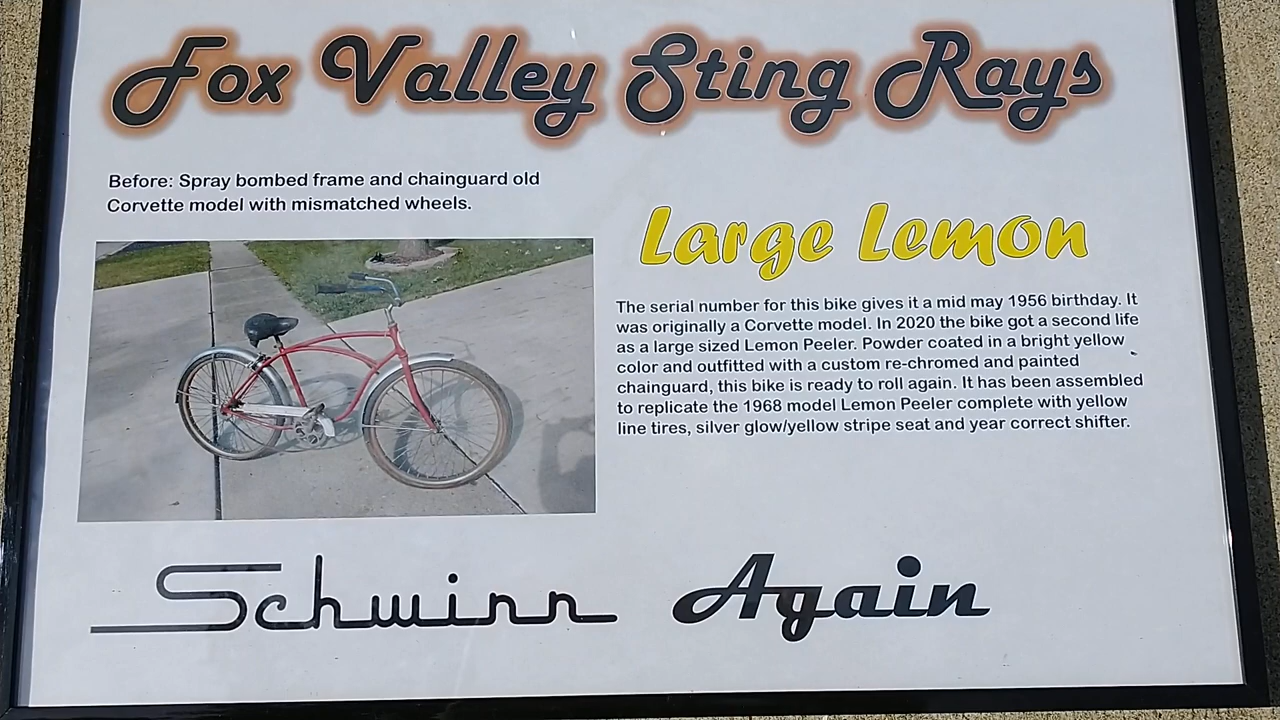 Fox Valley Sting Rays
Before: Spray bombed frame and chainguard old
Corvette model with mismatched wheels.
Large Lemon
The serial number for this bike gives it a mid may 1956 birthday. It
was originally a Corvette model. In 2020 the bike got a second life
as a large sized Lemon Peeler. Powder coated in a bright yellow
color and outfitted with a custom re-chromed and painted
chainguard, this bike is ready to roll again. It has been assembled
to replicate the 1968 model Lemon Peeler complete with yellow
line tires, silver glow/yellow stripe seat and year correct shifter.
Schwinn Again